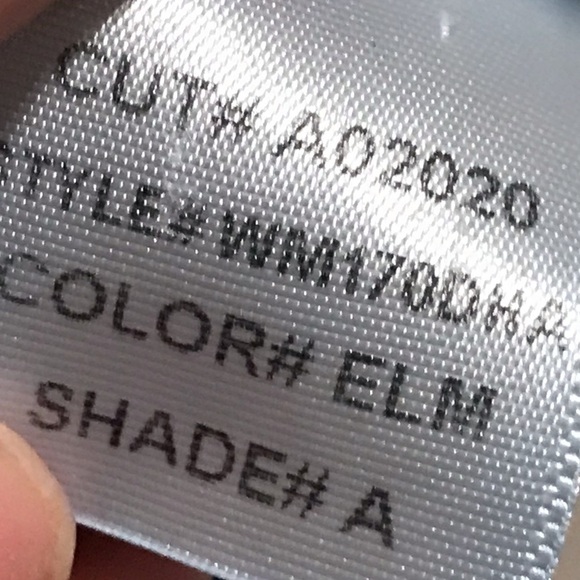 CUT# A02020
STYLE# WM170DHA
COLOR# ELM
SHADE# A